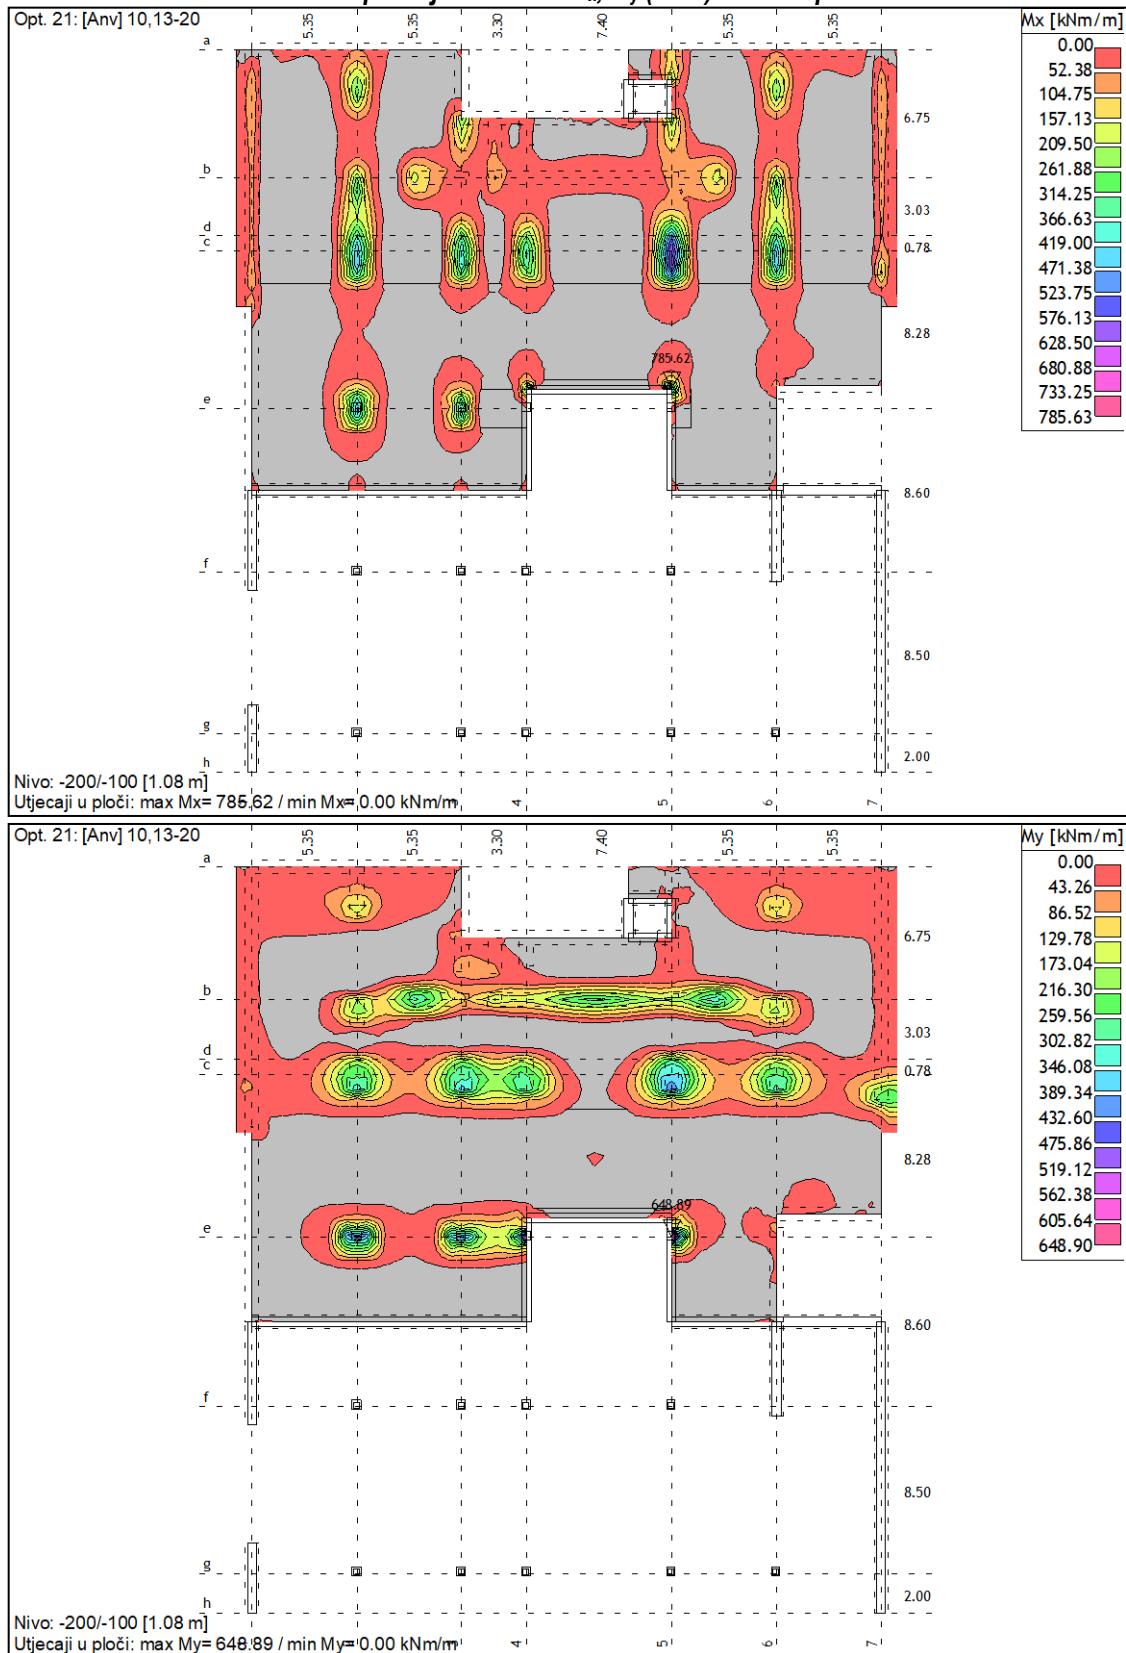 Opt. 21: [Anv] 10,13-20
5.35
5.35
3.30
7.40
5.35
5.35
Mx [kNm/m]
0.00
52.38
104.75
157.13
209.50
261.88
314.25
366.63
419.00
471.38
523.75
576.13
628.50
680.88
733.25
785.63
a
6.75
b
3.03
d
c
0.78
8.28
785.62
e
8.60
f
8.50
g
h
2.00
Nivo: -200/-100 [1.08 m]
Utjecaji u ploči: max Mx= 785.62 / min Mx= 0.00 kNm/m
4
5
6
7
Opt. 21: [Anv] 10,13-20
5.35
5.35
3.30
7.40
5.35
5.35
My [kNm/m]
0.00
43.26
86.52
129.78
173.04
216.30
259.56
302.82
346.08
389.34
432.60
475.86
519.12
562.38
605.64
648.90
a
6.75
b
3.03
d
c
0.78
8.28
648.89
e
8.60
f
8.50
g
h
2.00
Nivo: -200/-100 [1.08 m]
Utjecaji u ploči: max My= 648.89 / min My= 0.00 kNm/m
4
5
6
7